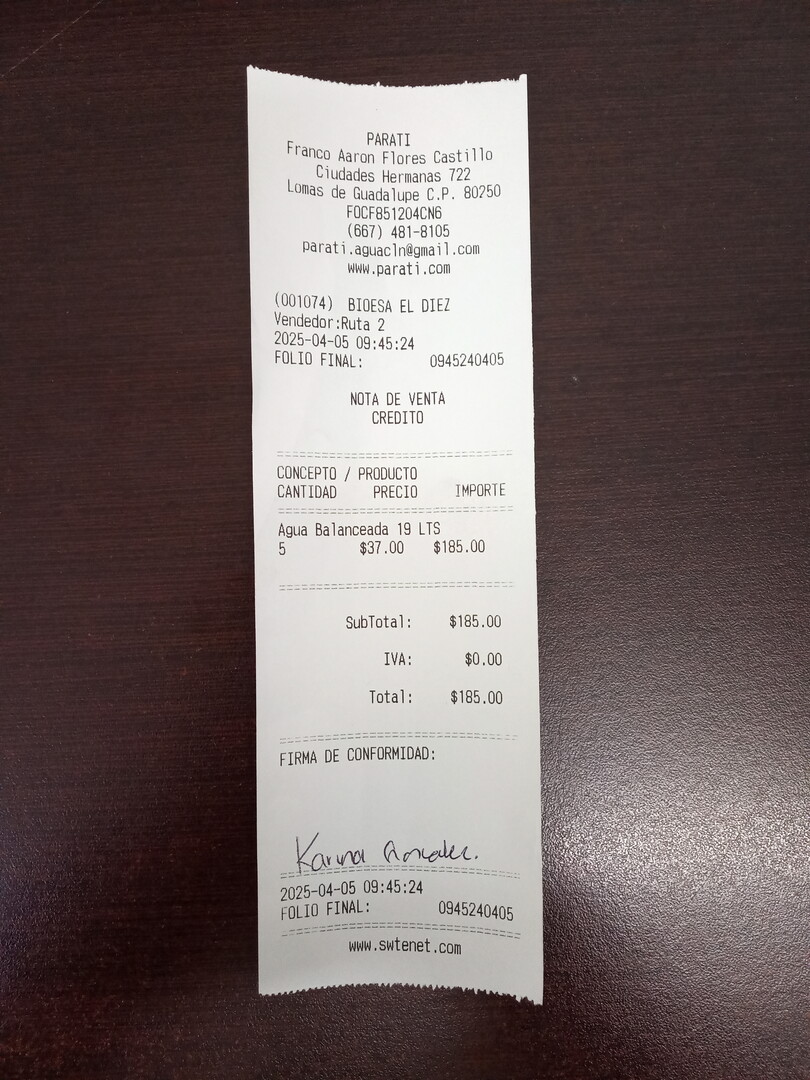 PARATI
Franco Aaron Flores Castillo
Ciudades Hermanas 722
Lomas de Guadalupe C.P. 80250
FOCF851204CN6
(667) 481-8105
parati.aguacln@gmail.com
www.parati.com
(001074) BIOESA EL DIEZ
Vendedor:Ruta 2
2025-04-05 09:45:24
FOLIO FINAL: 0945240405
NOTA DE VENTA
CREDITO
CONCEPTO / PRODUCTO
CANTIDAD PRECIO IMPORTE
Agua Balanceada 19 LTS
5 $37.00 $185.00
SubTotal: $185.00
IVA: $0.00
Total: $185.00
FIRMA DE CONFORMIDAD:
Karina Gonzalez.
2025-04-05 09:45:24
FOLIO FINAL: 0945240405
www.swtenet.com